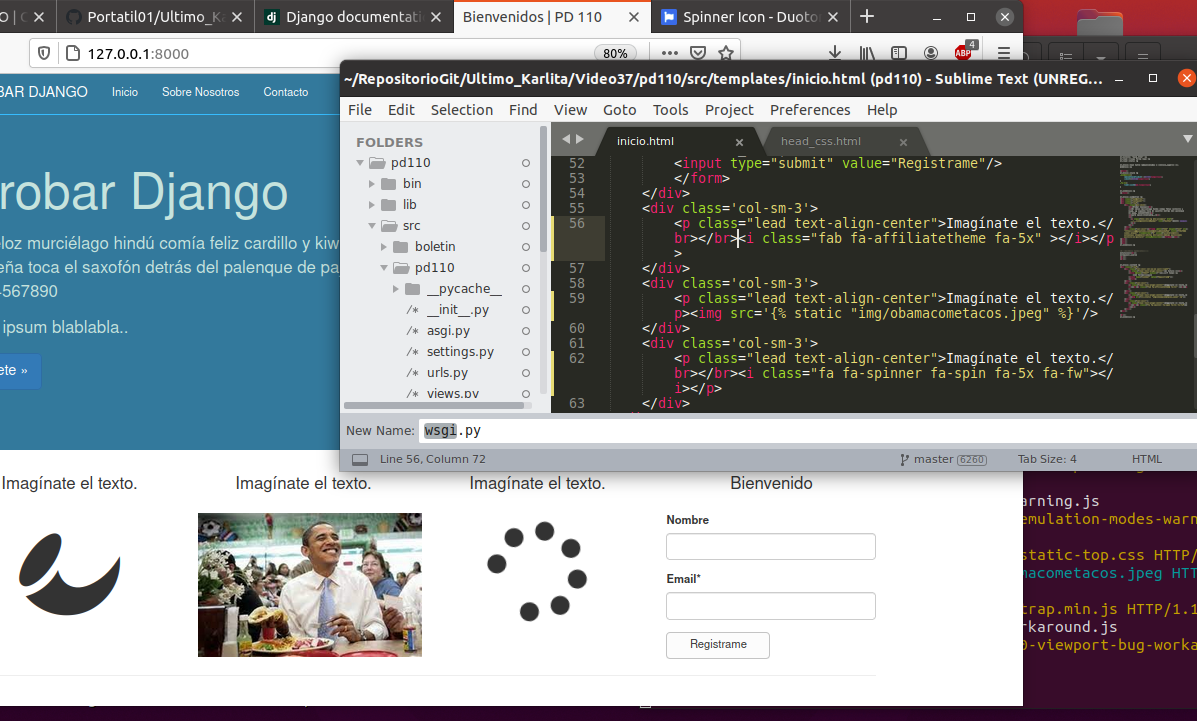 O | C
Portatil01/Ultimo_Ka
Django documentati
Bienvenidos | PD 110
Spinner Icon - Duoto
127.0.0.1:8000
80%
4
ABP
BAR DJANGO
Inicio
Sobre Nosotros
Contacto
robar Django
eloz murciélago hindú comía feliz cardillo y kiw
eña toca el saxofón detrás del palenque de pa
4567890
ipsum blablabla..
ete »
~/RepositorioGit/Ultimo_Karlita/Video37/pd110/src/templates/inicio.html (pd110) - Sublime Text (UNREG...
File Edit Selection Find View Goto Tools Project Preferences Help
FOLDERS
pd110
bin
lib
src
boletin
pd110
__pycache__
/* __init__.py
/* asgi.py
/* settings.py
/* urls.py
/* views.py
inicio.html
head_css.html
52 <input type="submit" value="Registrame"/>
53 </form>
54 </div>
55 <div class='col-sm-3'>
56 <p class="lead text-align-center">Imagínate el texto.</
br></br><i class="fab fa-affiliatetheme fa-5x" ></i></p
>
57 </div>
58 <div class='col-sm-3'>
59 <p class="lead text-align-center">Imagínate el texto.</
p><img src='{% static "img/obamacometacos.jpeg" %}'/>
60 </div>
61 <div class='col-sm-3'>
62 <p class="lead text-align-center">Imagínate el texto.</
br></br><i class="fa fa-spinner fa-spin fa-5x fa-fw"></
i></p>
63 </div>
New Name: wsgi.py
Line 56, Column 72
master 6260
Tab Size: 4
HTML
Imagínate el texto.
Imagínate el texto.
Imagínate el texto.
Bienvenido
Nombre
Email*
Registrame
arning.js
emulation-modes-warn
static-top.css HTTP/
macometacos.jpeg HTT
trap.min.js HTTP/1.1
rkaround.js
0-viewport-bug-worka